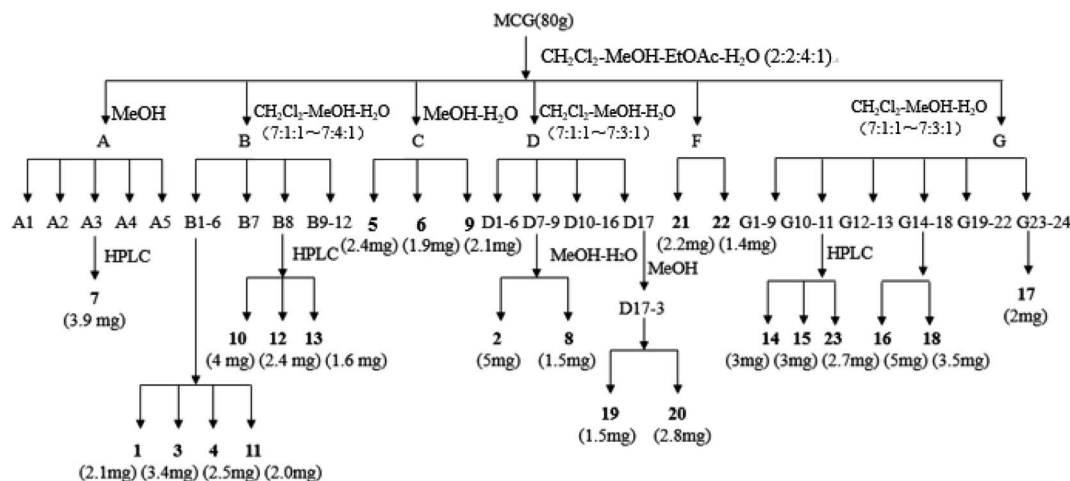 MCG(80g)
CH₂Cl₂-MeOH-EtOAc-H₂O (2:2:4:1)
MeOH CH₂Cl₂-MeOH-H₂O MeOH-H₂O CH₂Cl₂-MeOH-H₂O CH₂Cl₂-MeOH-H₂O
(7:1:1~7:4:1) (7:1:1~7:3:1) (7:1:1~7:3:1)
A B C D F G
A1 A2 A3 A4 A5 B1-6 B7 B8 B9-12 5 6 9 D1-6 D7-9 D10-16 D17 21 22 G1-9 G10-11 G12-13 G14-18 G19-22 G23-24
(2.4mg) (1.9mg) (2.1mg) (2.2mg) (1.4mg)
HPLC HPLC MeOH-H₂O MeOH HPLC
7 D17-3 17
(3.9 mg) (2mg)
10 12 13 2 8 14 15 23 16 18
(4 mg) (2.4 mg) (1.6 mg) (5mg) (1.5mg) (3mg) (3mg) (2.7mg) (5mg) (3.5mg)
19 20
(1.5mg) (2.8mg)
1 3 4 11
(2.1mg) (3.4mg) (2.5mg) (2.0mg)